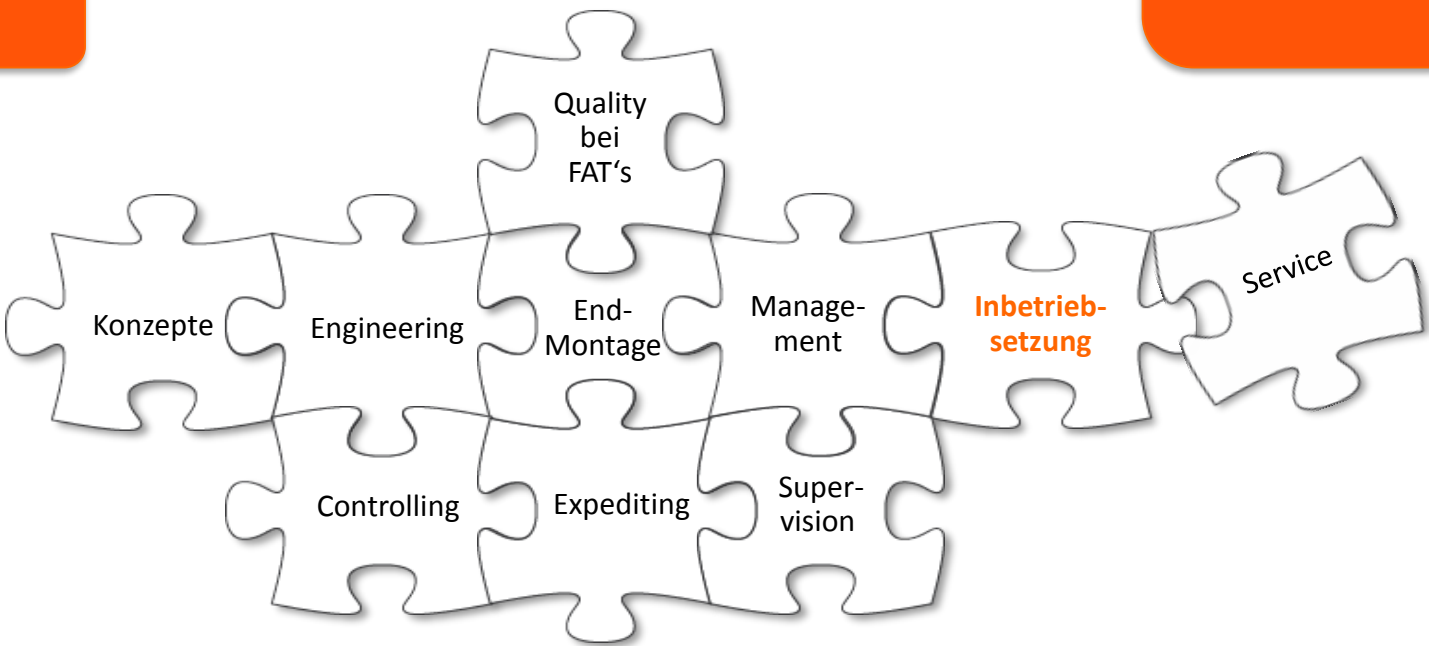 Quality
bei
FAT‘s
Konzepte
Engineering
End-
Montage
Manage-
ment
Inbetrieb-
setzung
Service
Controlling
Expediting
Super-
vision